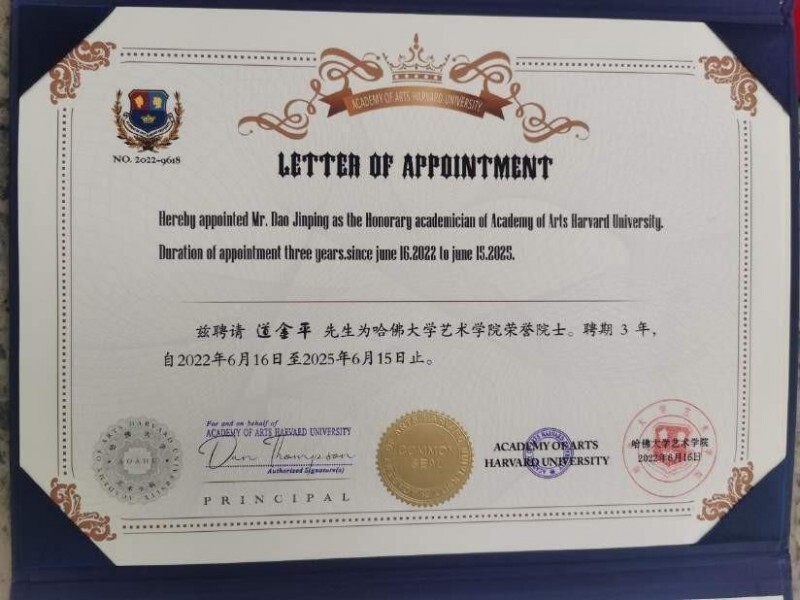 ACADEMY OF ARTS HARVARD UNIVERSITY
NO. 2022-9618
LETTER OF APPOINTMENT
Hereby appointed Mr. Dao Jinping as the Honorary academician of Academy of Arts Harvard University.
Duration of appointment three years.since june 16.2022 to june 15.2025.
兹聘请 道金平 先生为哈佛大学艺术学院荣誉院士。聘期 3 年，
自2022年6月16日至2025年6月15日止。
For and on behalf of
ACADEMY OF ARTS HARVARD UNIVERSITY
Authorized Signature(s)
PRINCIPAL
COMMON
SEAL
ACADEMY OF ARTS
HARVARD UNIVERSITY
哈佛大学艺术学院
2022年6月16日